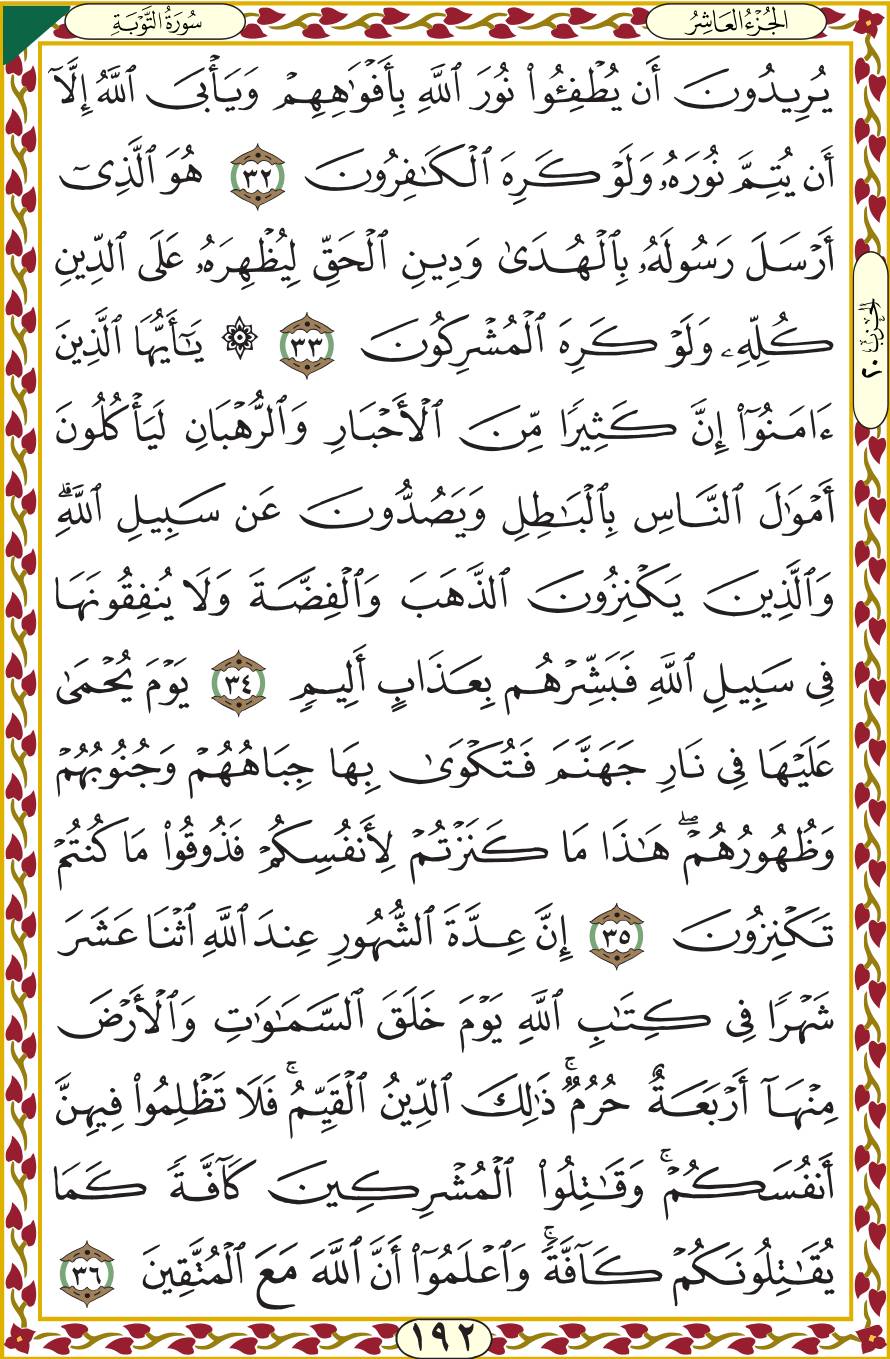 الجُزْءُ العَاشِرُ
سُورَةُ التَّوْبَةِ
يُرِيدُونَ أَن يُطْفِـُٔوا۟ نُورَ ٱللَّهِ بِأَفْوَٰهِهِمْ وَيَأْبَى ٱللَّهُ إِلَّآ
أَن يُتِمَّ نُورَهُۥ وَلَوْ كَرِهَ ٱلْكَـٰفِرُونَ ٣٢ هُوَ ٱلَّذِىٓ
أَرْسَلَ رَسُولَهُۥ بِٱلْهُدَىٰ وَدِينِ ٱلْحَقِّ لِيُظْهِرَهُۥ عَلَى ٱلدِّينِ
كُلِّهِۦ وَلَوْ كَرِهَ ٱلْمُشْرِكُونَ ٣٣ ۞ يَـٰٓأَيُّهَا ٱلَّذِينَ
ءَامَنُوٓا۟ إِنَّ كَثِيرًا مِّنَ ٱلْأَحْبَارِ وَٱلرُّهْبَانِ لَيَأْكُلُونَ
أَمْوَٰلَ ٱلنَّاسِ بِٱلْبَـٰطِلِ وَيَصُدُّونَ عَن سَبِيلِ ٱللَّهِ ۗ
وَٱلَّذِينَ يَكْنِزُونَ ٱلذَّهَبَ وَٱلْفِضَّةَ وَلَا يُنفِقُونَهَا
فِى سَبِيلِ ٱللَّهِ فَبَشِّرْهُم بِعَذَابٍ أَلِيمٍ ٣٤ يَوْمَ يُحْمَىٰ
عَلَيْهَا فِى نَارِ جَهَنَّمَ فَتُكْوَىٰ بِهَا جِبَاهُهُمْ وَجُنُوبُهُمْ
وَظُهُورُهُمْ ۖ هَـٰذَا مَا كَنَزْتُمْ لِأَنفُسِكُمْ فَذُوقُوا۟ مَا كُنتُمْ
تَكْنِزُونَ ٣٥ إِنَّ عِدَّةَ ٱلشُّهُورِ عِندَ ٱللَّهِ ٱثْنَا عَشَرَ
شَهْرًا فِى كِتَـٰبِ ٱللَّهِ يَوْمَ خَلَقَ ٱلسَّمَـٰوَٰتِ وَٱلْأَرْضَ
مِنْهَآ أَرْبَعَةٌ حُرُمٌ ۚ ذَٰلِكَ ٱلدِّينُ ٱلْقَيِّمُ ۚ فَلَا تَظْلِمُوا۟ فِيهِنَّ
أَنفُسَكُمْ ۚ وَقَـٰتِلُوا۟ ٱلْمُشْرِكِينَ كَآفَّةً كَمَا
يُقَـٰتِلُونَكُمْ كَآفَّةً ۚ وَٱعْلَمُوٓا۟ أَنَّ ٱللَّهَ مَعَ ٱلْمُتَّقِينَ ٣٦
الحزب ٢٠
١٩٢